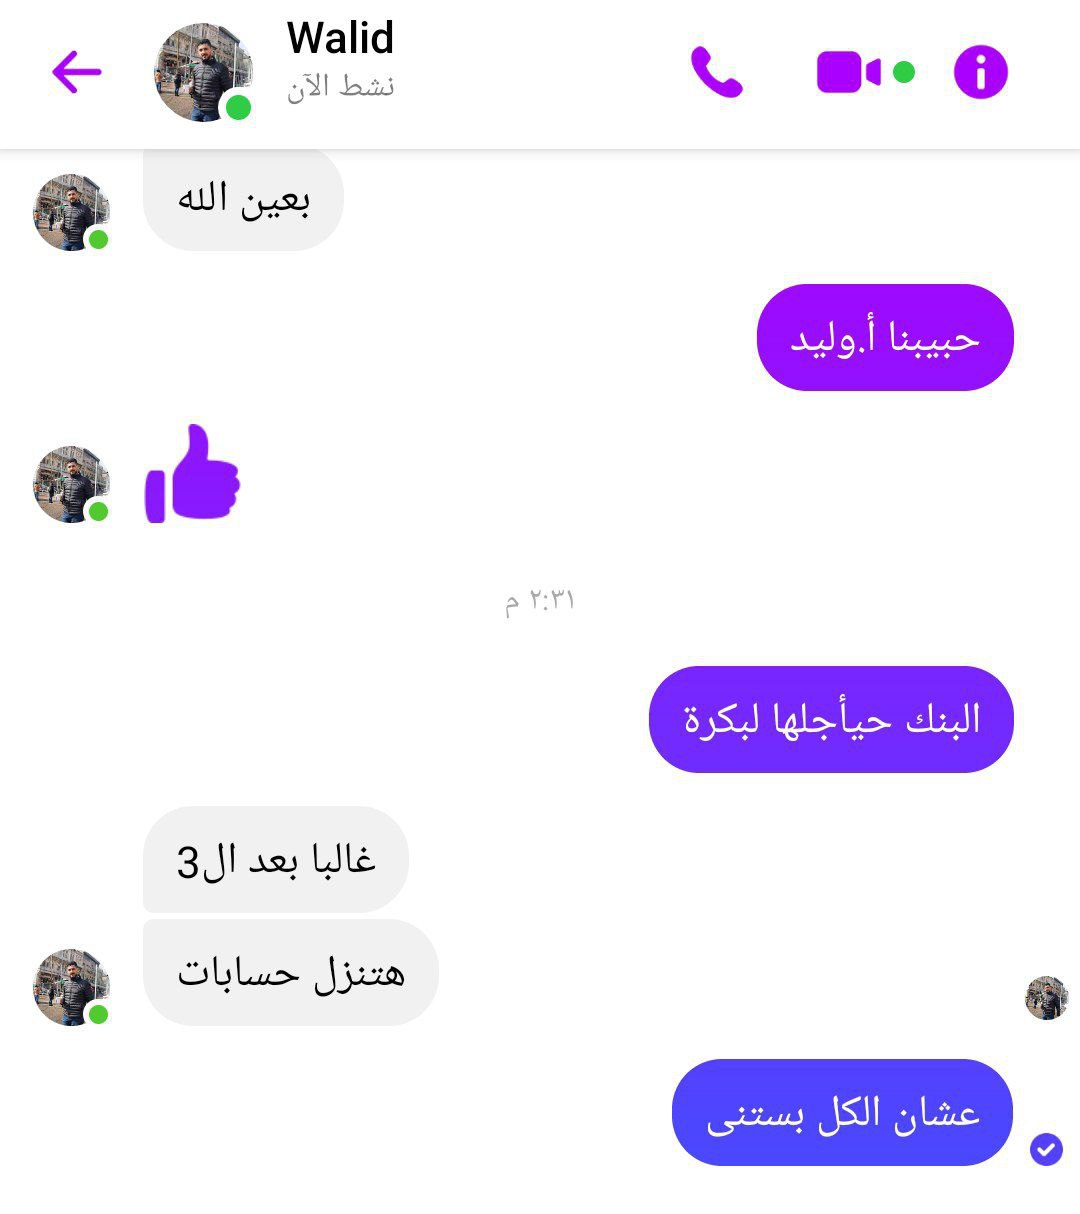 Walid
نشط الآن
بعين الله
حبيبنا أ.وليد
٢:٣١ م
البنك حيأجلها لبكرة
غالبا بعد ال3
هتنزل حسابات
عشان الكل بستنى